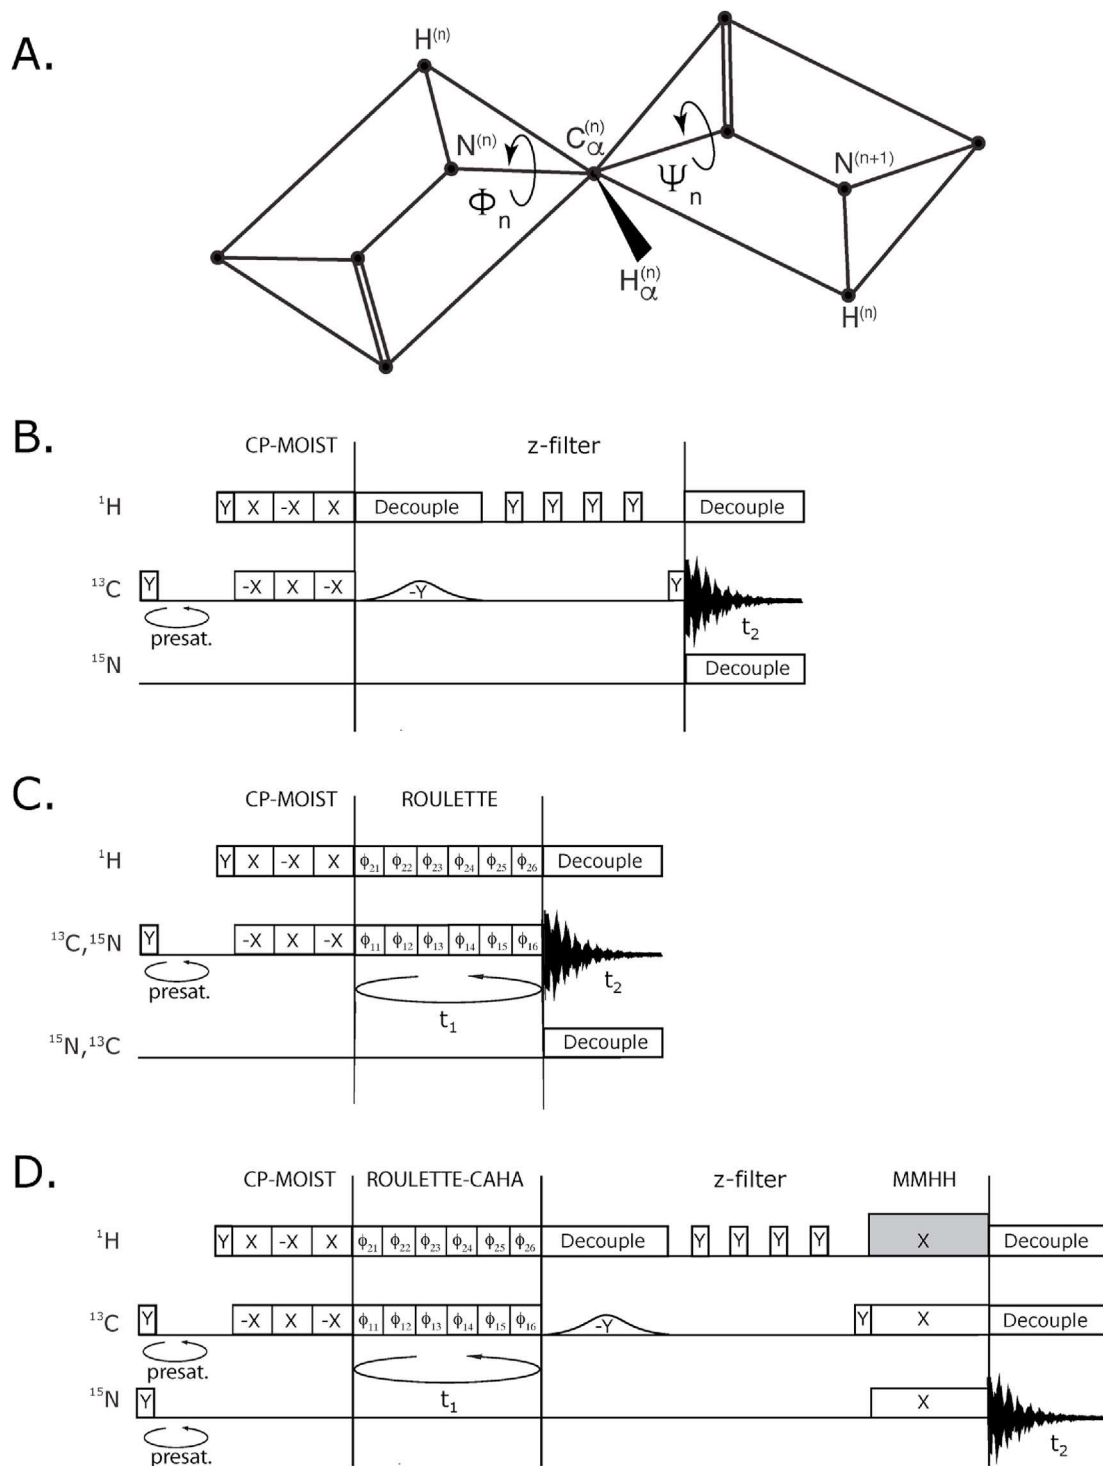 A.
H(n)
N(n) Cα(n) N(n+1)
Φn Ψn
Hα(n) H(n)
B.
CP-MOIST z-filter
1H Y X -X X Decouple Y Y Y Y Decouple
13C Y -X X -X -Y Y
presat. t2
15N Decouple
C.
CP-MOIST ROULETTE
1H Y X -X X ϕ21 ϕ22 ϕ23 ϕ24 ϕ25 ϕ26 Decouple
13C,15N Y -X X -X ϕ11 ϕ12 ϕ13 ϕ14 ϕ15 ϕ16
presat. t1 t2
15N,13C Decouple
D.
CP-MOIST ROULETTE-CAHA z-filter MMHH
1H Y X -X X ϕ21 ϕ22 ϕ23 ϕ24 ϕ25 ϕ26 Decouple Y Y Y Y X Decouple
13C Y -X X -X ϕ11 ϕ12 ϕ13 ϕ14 ϕ15 ϕ16 -Y Y X Decouple
presat. t1
15N Y X
presat. t2